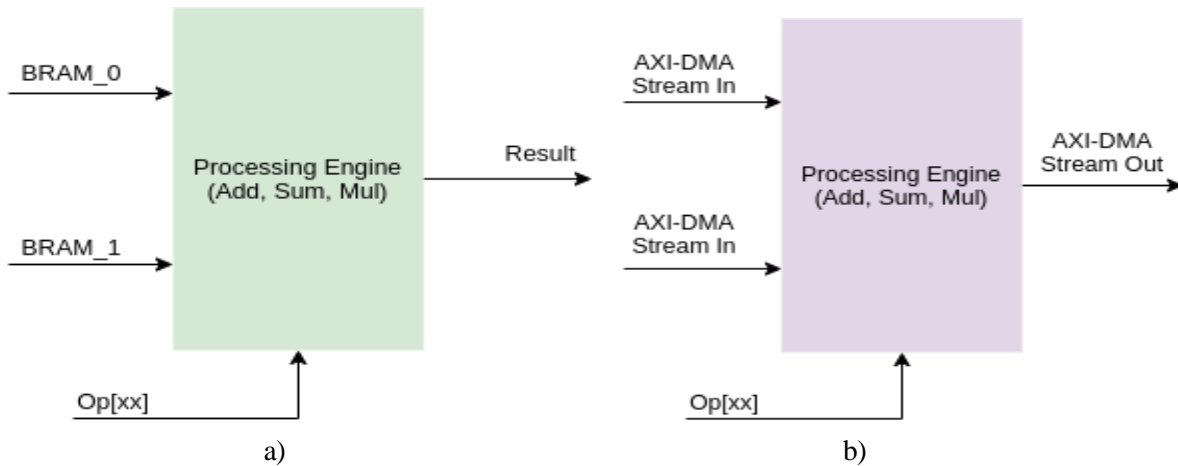 BRAM_0
BRAM_1
Processing Engine
(Add, Sum, Mul)
Result
Op[xx]
a)
AXI-DMA
Stream In
AXI-DMA
Stream In
Processing Engine
(Add, Sum, Mul)
AXI-DMA
Stream Out
Op[xx]
b)